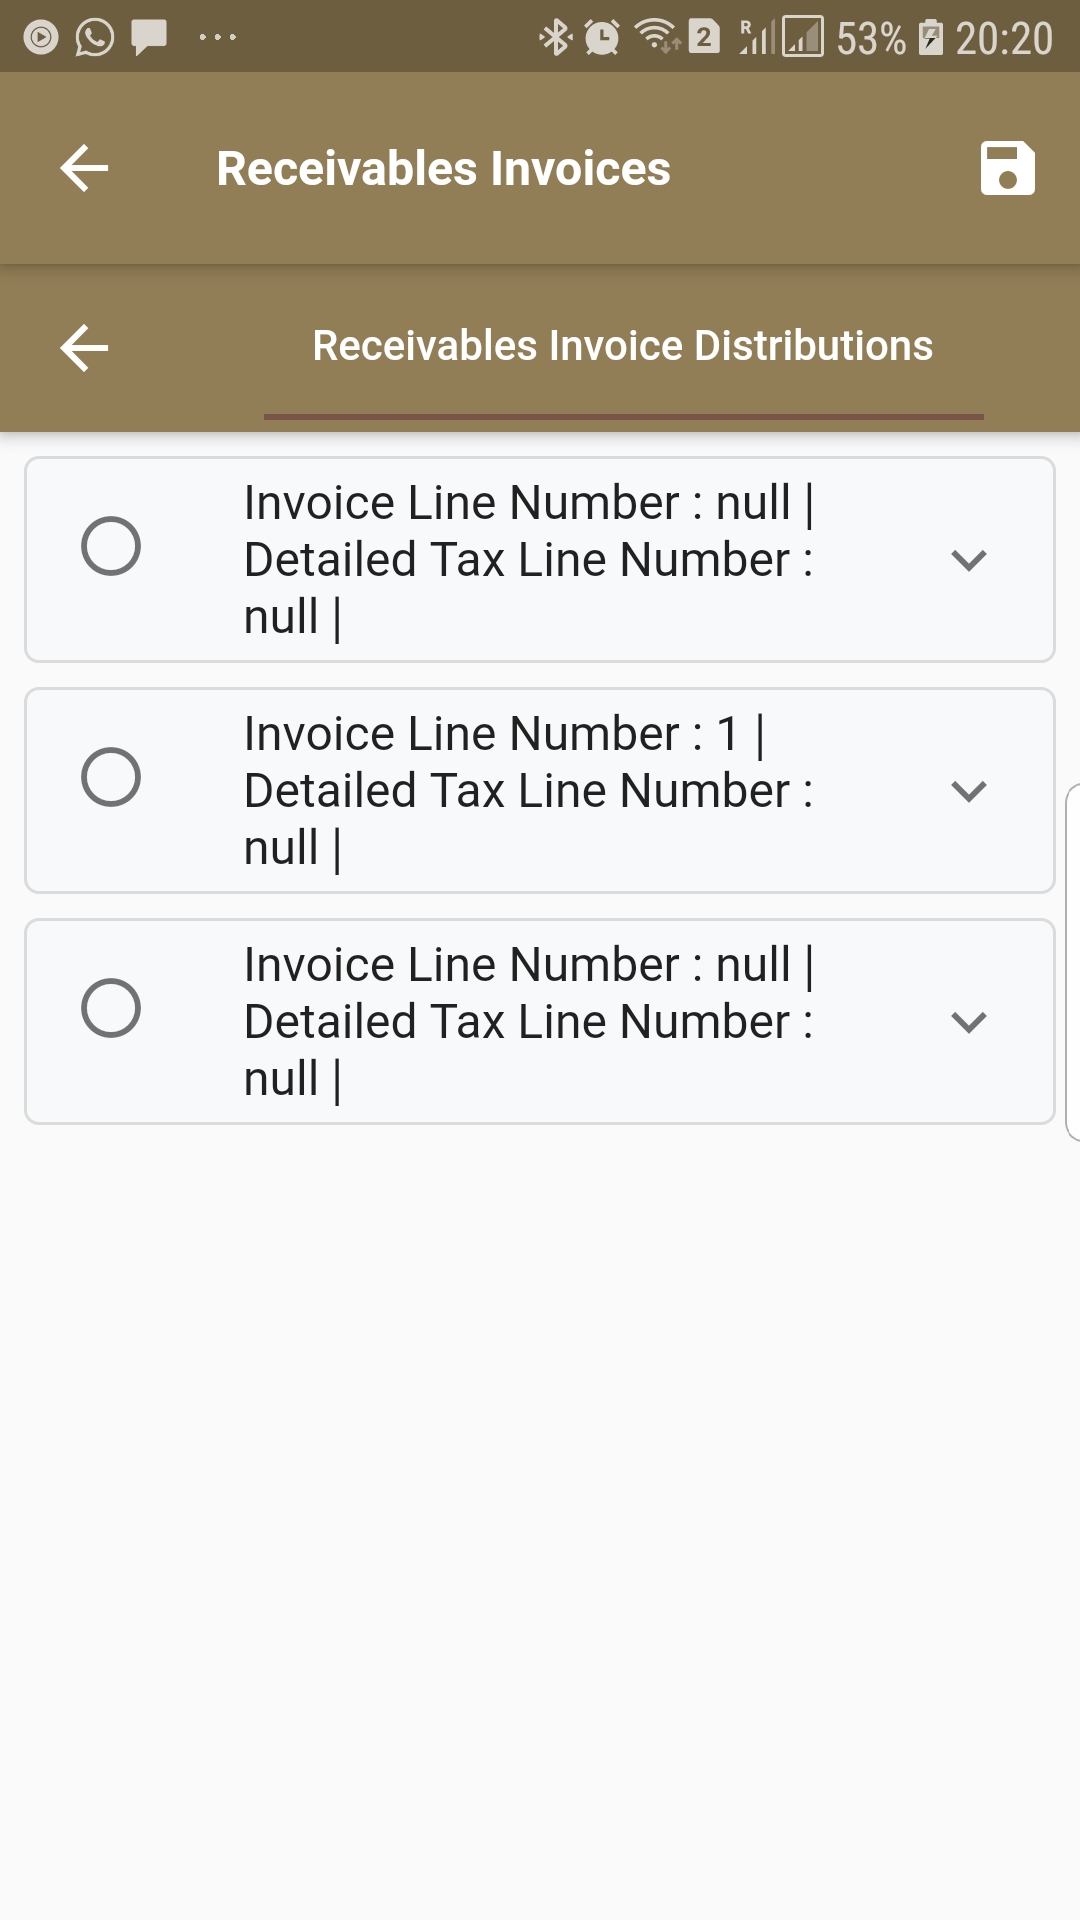 R 2 53% 20:20
Receivables Invoices
Receivables Invoice Distributions
Invoice Line Number : null |
Detailed Tax Line Number :
null |
Invoice Line Number : 1 |
Detailed Tax Line Number :
null |
Invoice Line Number : null |
Detailed Tax Line Number :
null |